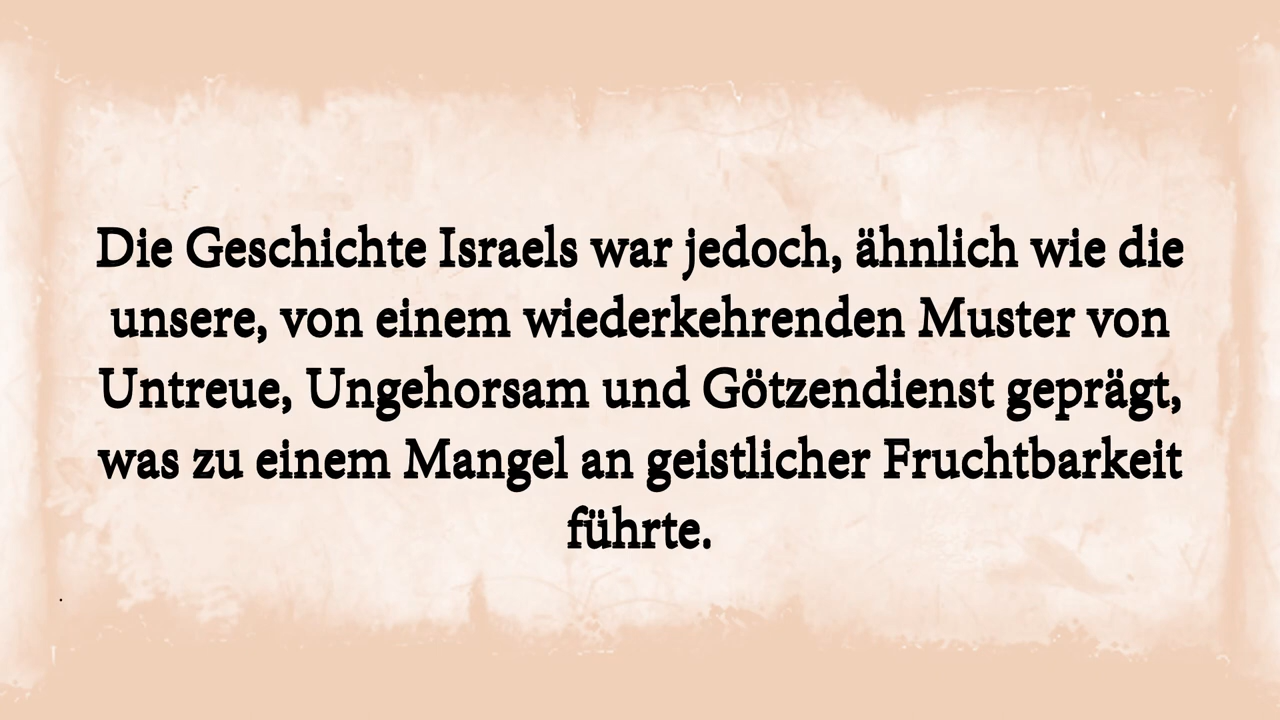 Die Geschichte Israels war jedoch, ähnlich wie die
unsere, von einem wiederkehrenden Muster von
Untreue, Ungehorsam und Götzendienst geprägt,
was zu einem Mangel an geistlicher Fruchtbarkeit
führte.
.